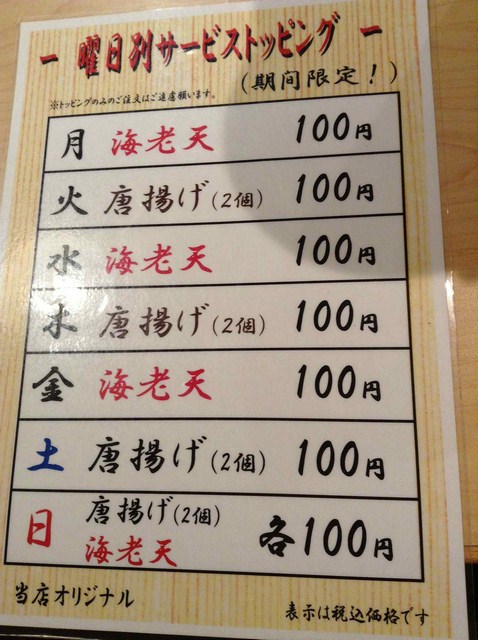 - 曜日別サービストッピング -
(期間限定！)
※トッピングのみのご注文はご遠慮願います。
月 海老天 100円
火 唐揚げ(2個) 100円
水 海老天 100円
木 唐揚げ(2個) 100円
金 海老天 100円
土 唐揚げ(2個) 100円
日 唐揚げ(2個) 海老天 各100円
当店オリジナル
表示は税込価格です